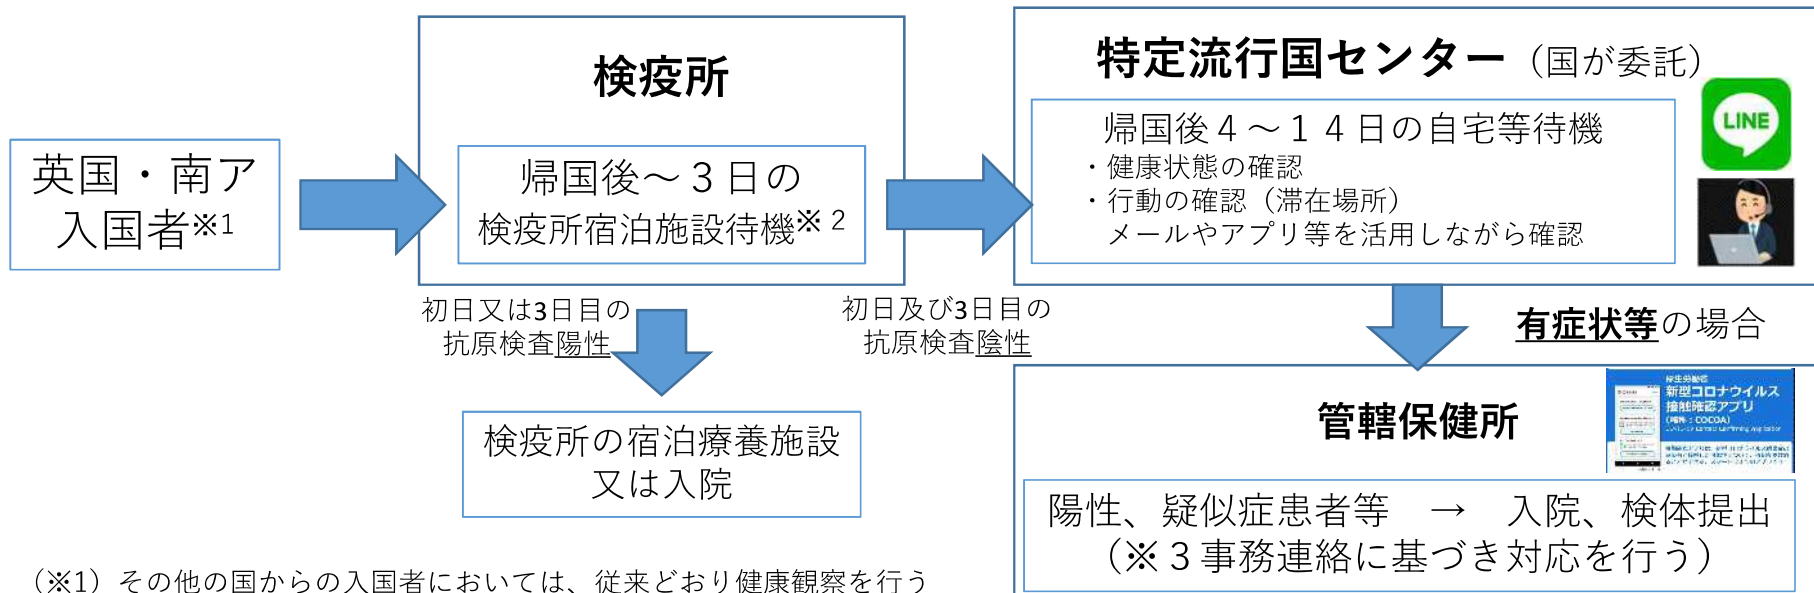 英国・南ア
入国者※1
検疫所
帰国後～３日の
検疫所宿泊施設待機※２
初日又は3日目の
抗原検査陽性
検疫所の宿泊療養施設
又は入院
初日及び3日目の
抗原検査陰性
特定流行国センター（国が委託）
帰国後４～１４日の自宅等待機
・健康状態の確認
・行動の確認（滞在場所）
メールやアプリ等を活用しながら確認
LINE
有症状等の場合
管轄保健所
厚生労働省
新型コロナウイルス
接触確認アプリ
(略称：COCOA)
陽性、疑似症患者等　→　入院、検体提出
（※３事務連絡に基づき対応を行う）
（※1）その他の国からの入国者においては、従来どおり健康観察を行う